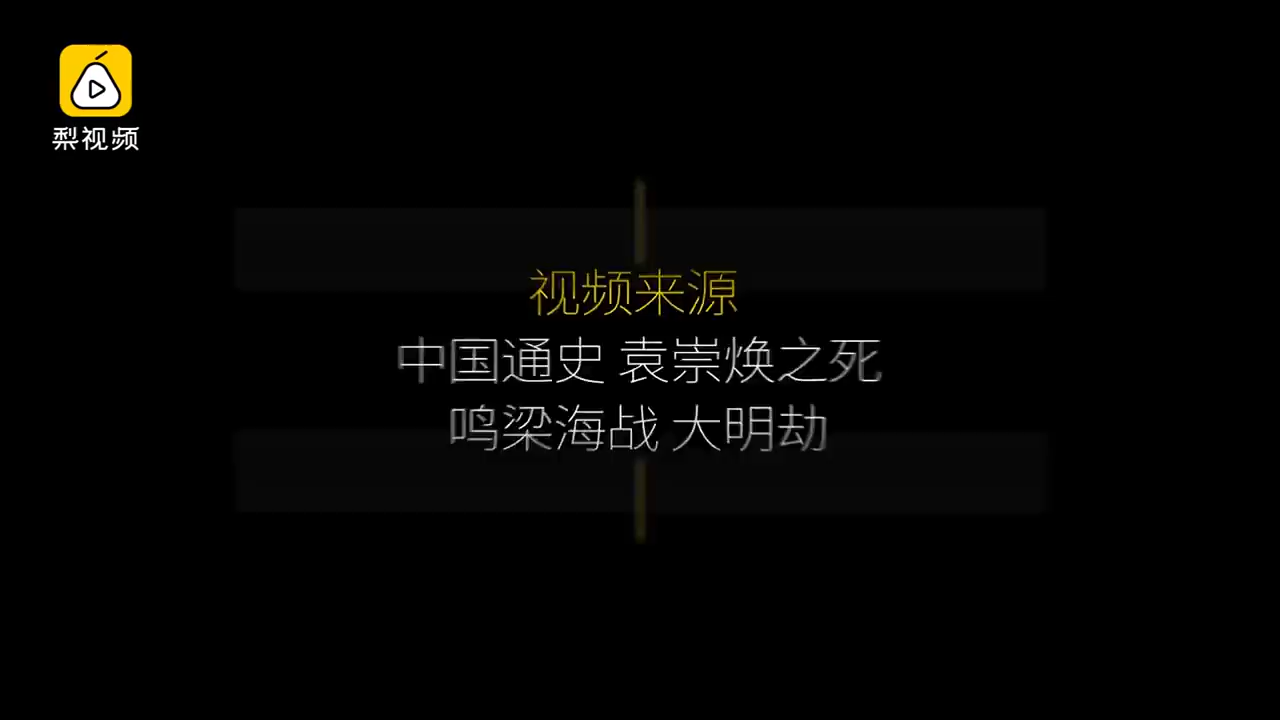 梨视频
视频来源
中国通史 袁崇焕之死
鸣梁海战 大明劫